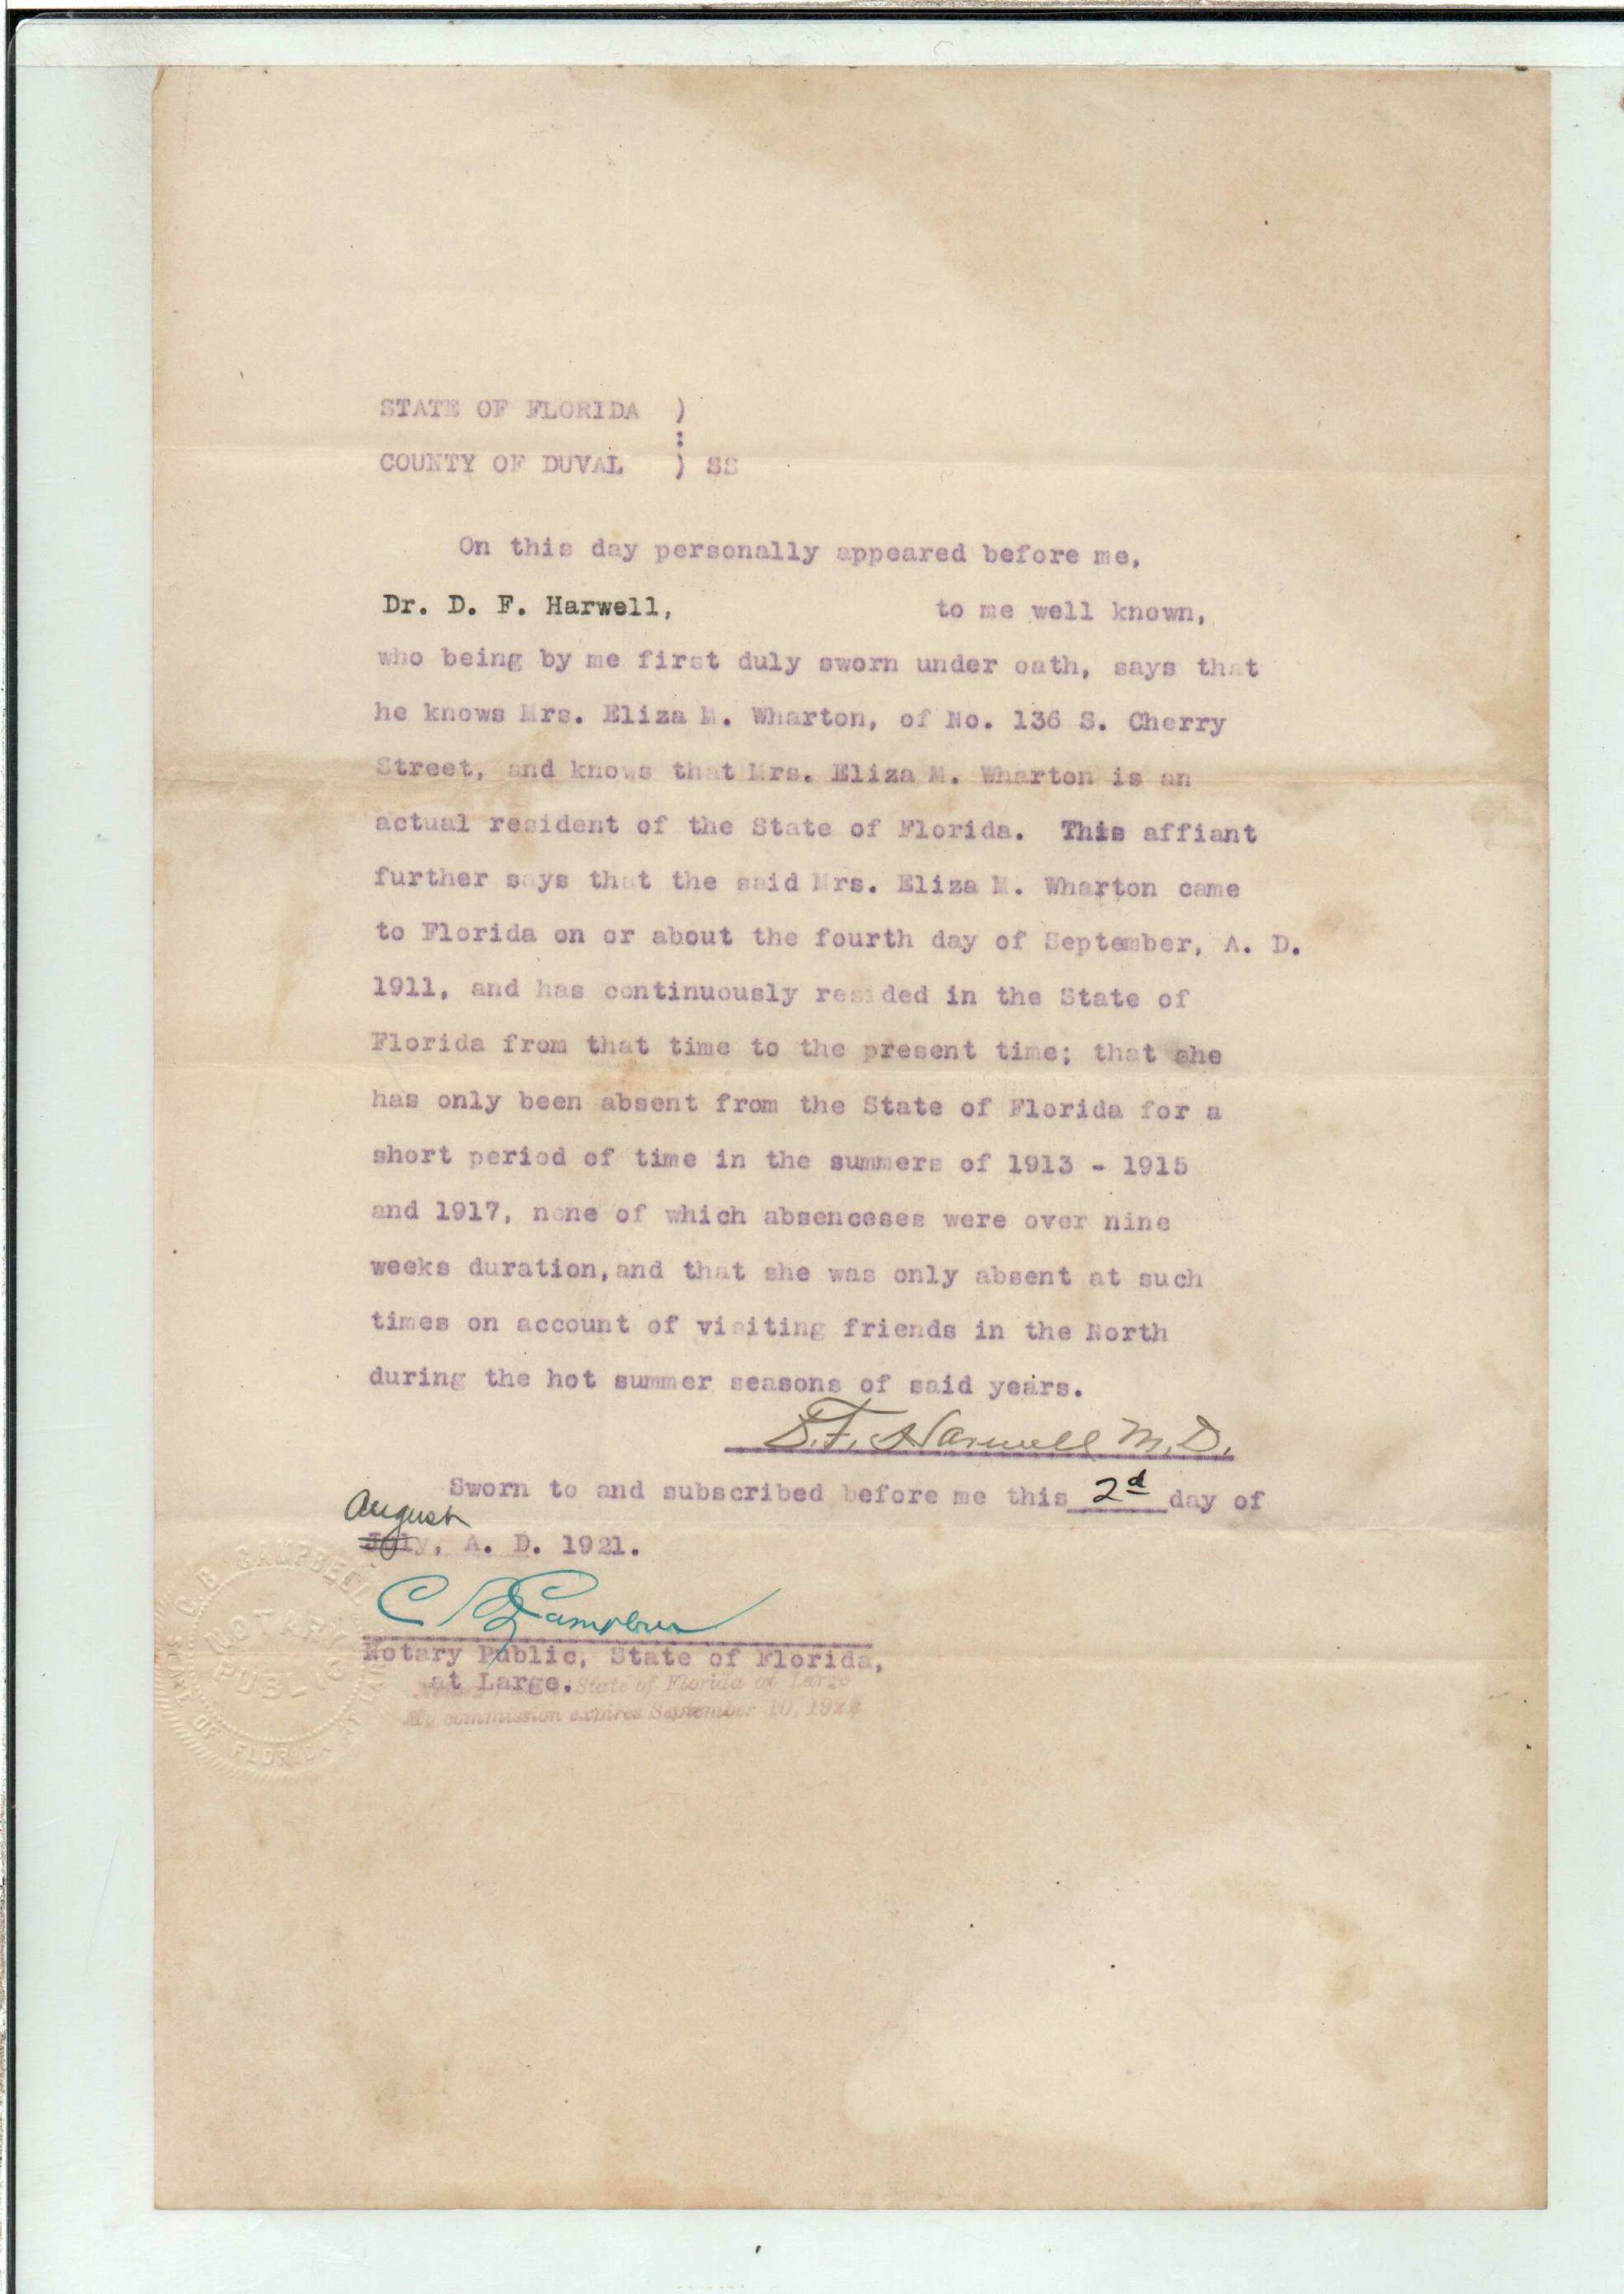 STATE OF FLORIDA )
:
COUNTY OF DUVAL ) SS
On this day personally appeared before me,
Dr. D. F. Harwell, to me well known,
who being by me first duly sworn under oath, says that
he knows Mrs. Eliza M. Wharton, of No. 136 S. Cherry
Street, and knows that Mrs. Eliza M. Wharton is an
actual resident of the State of Florida. This affiant
further says that the said Mrs. Eliza M. Wharton came
to Florida on or about the fourth day of September, A. D.
1911, and has continuously resided in the State of
Florida from that time to the present time; that she
has only been absent from the State of Florida for a
short period of time in the summers of 1913 - 1915
and 1917, none of which absenceses were over nine
weeks duration,and that she was only absent at such
times on account of visiting friends in the North
during the hot summer seasons of said years.
D.F. Harwell M.D.
Sworn to and subscribed before me this 2d day of
August
July, A. D. 1921.
C B Campbell
Notary Public, State of Florida,
at Large.
State of Florida at Large
My commission expires September 10, 192
C. B. CAMPBELL
NOTARY
PUBLIC
STATE OF FLORIDA AT LARGE